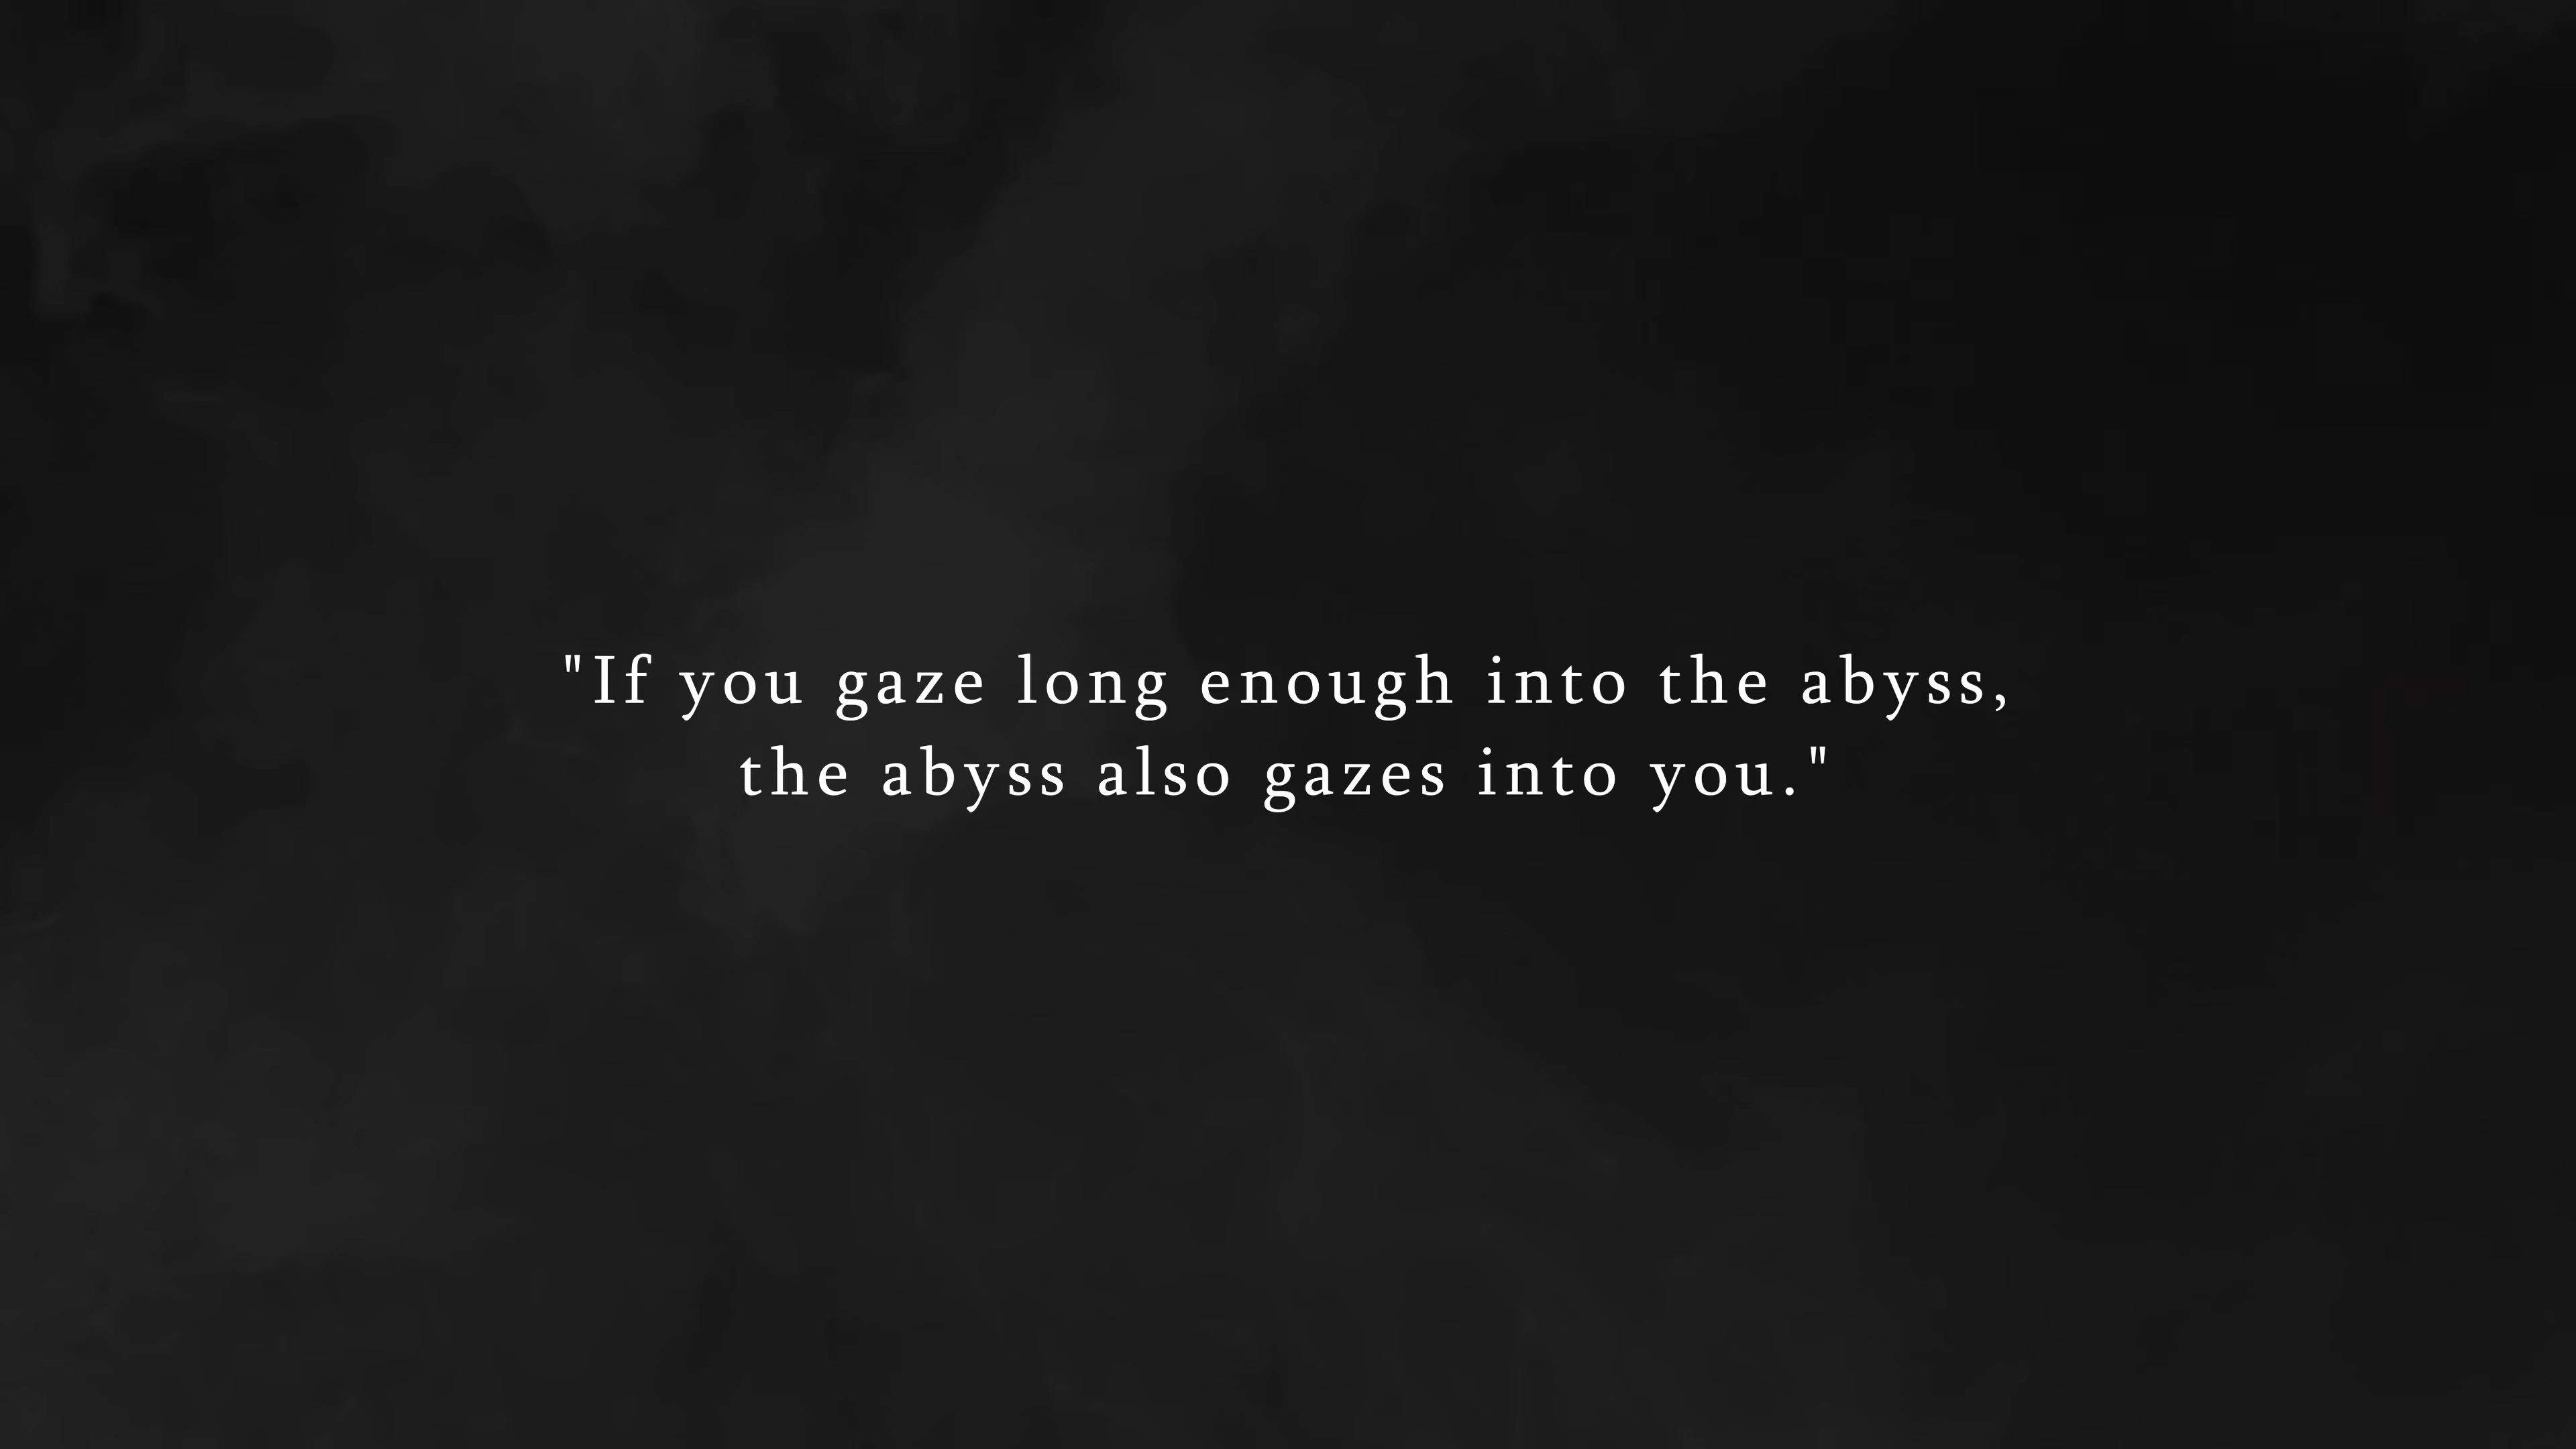 "If you gaze long enough into the abyss,
the abyss also gazes into you."